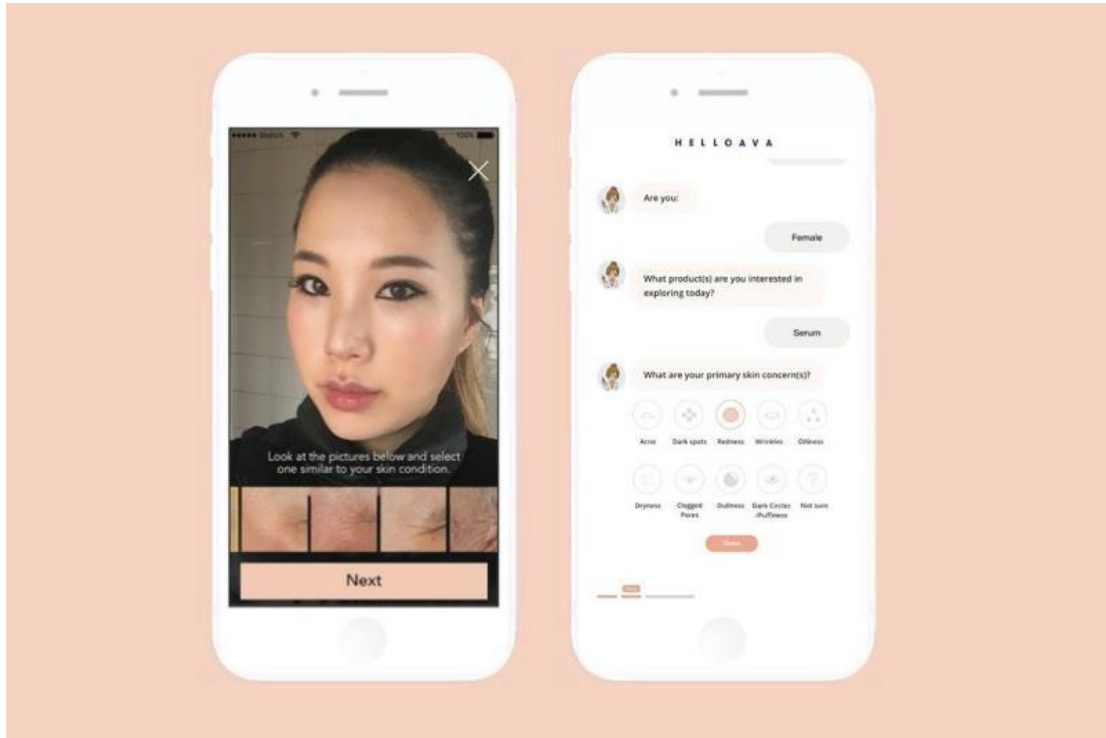 100%
Look at the pictures below and select
one similar to your skin condition.
Next
HELLOAVA
Are you:
Female
What product(s) are you interested in
exploring today?
Serum
What are your primary skin concern(s)?
Acne
Dark spots
Redness
Wrinkles
Oiliness
Dryness
Clogged
Pores
Dullness
Dark Circles
/Puffiness
Not sure
Done